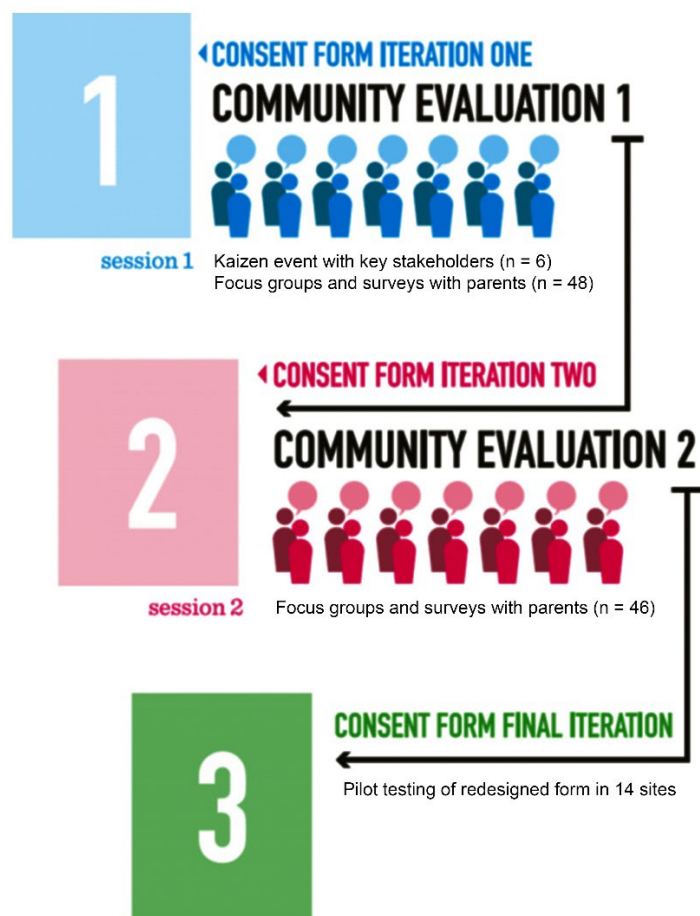 1
CONSENT FORM ITERATION ONE
COMMUNITY EVALUATION 1
session 1
Kaizen event with key stakeholders (n = 6)
Focus groups and surveys with parents (n = 48)
2
CONSENT FORM ITERATION TWO
COMMUNITY EVALUATION 2
session 2
Focus groups and surveys with parents (n = 46)
3
CONSENT FORM FINAL ITERATION
Pilot testing of redesigned form in 14 sites